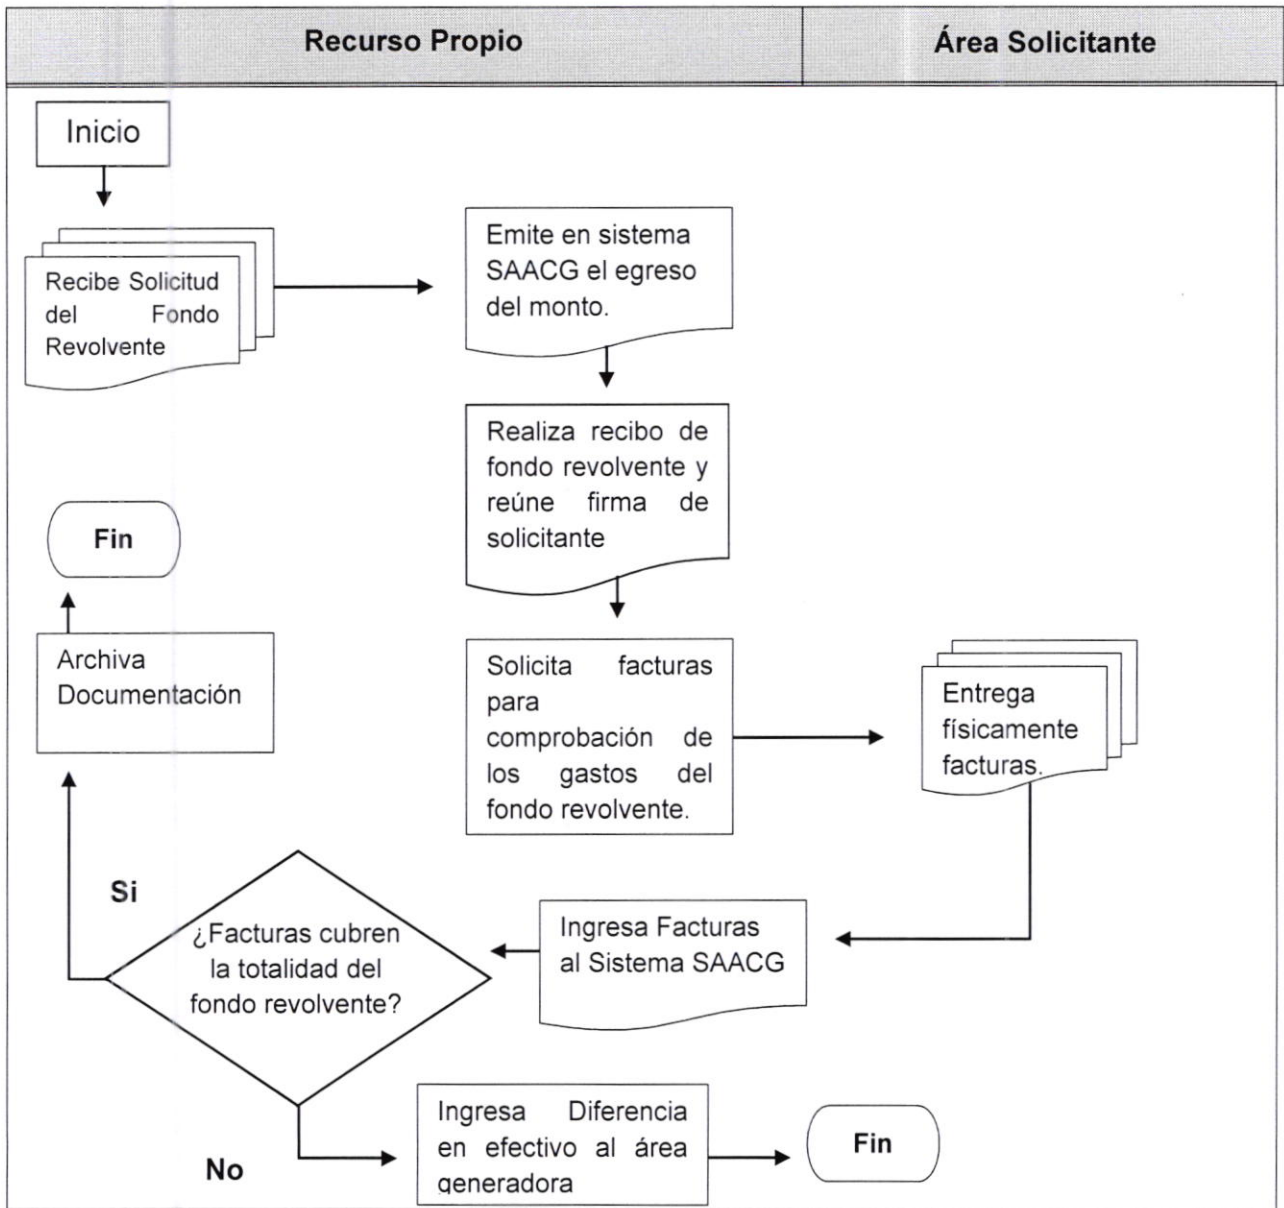 Recurso Propio
Área Solicitante
Inicio
Recibe Solicitud
del Fondo
Revolvente
Emite en sistema
SAACG el egreso
del monto.
Realiza recibo de
fondo revolvente y
reúne firma de
solicitante
Fin
Archiva
Documentación
Solicita facturas
para
comprobación de
los gastos del
fondo revolvente.
Entrega
físicamente
facturas.
Si
¿Facturas cubren
la totalidad del
fondo revolvente?
Ingresa Facturas
al Sistema SAACG
No
Ingresa Diferencia
en efectivo al área
generadora
Fin